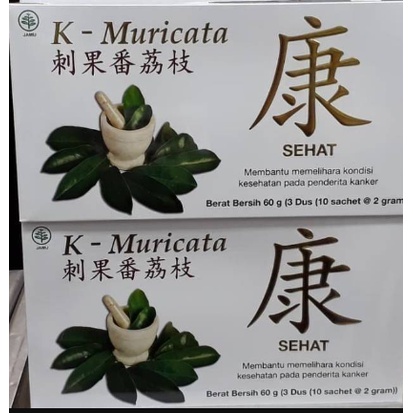 JAMU
K - Muricata
刺果番荔枝
康
SEHAT
Membantu memelihara kondisi
kesehatan pada penderita kanker
Berat Bersih 60 g (3 Dus (10 sachet @ 2 gram)
JAMU
K - Muricata
刺果番荔枝
康
SEHAT
Membantu memelihara kondisi
kesehatan pada penderita kanker
Berat Bersih 60 g (3 Dus (10 sachet @ 2 gram))